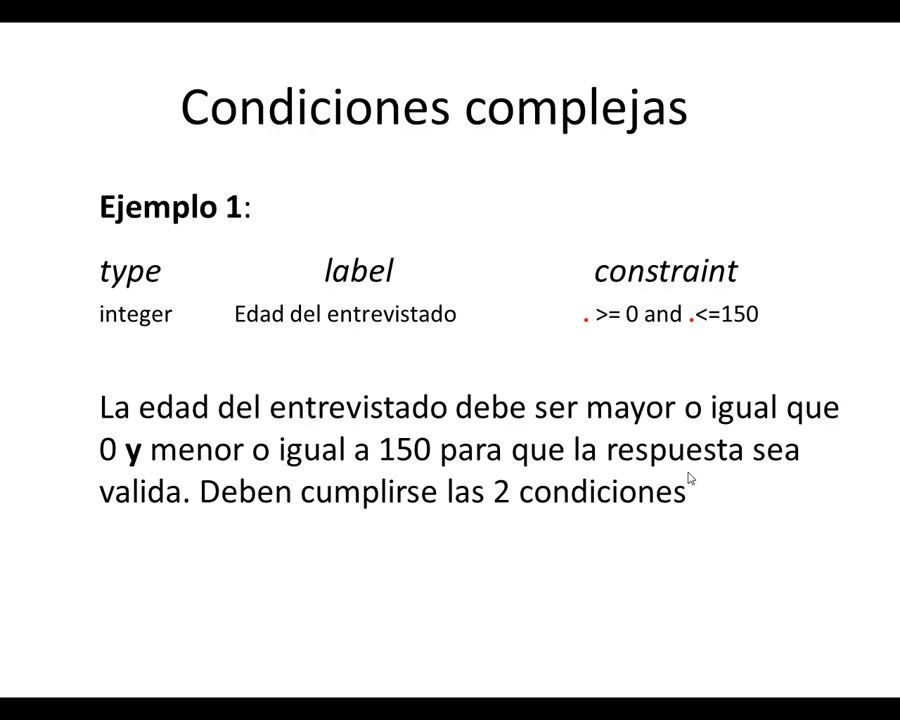 Condiciones complejas
Ejemplo 1:
type label constraint
integer Edad del entrevistado . >= 0 and .<=150
La edad del entrevistado debe ser mayor o igual que
0 y menor o igual a 150 para que la respuesta sea
valida. Deben cumplirse las 2 condiciones